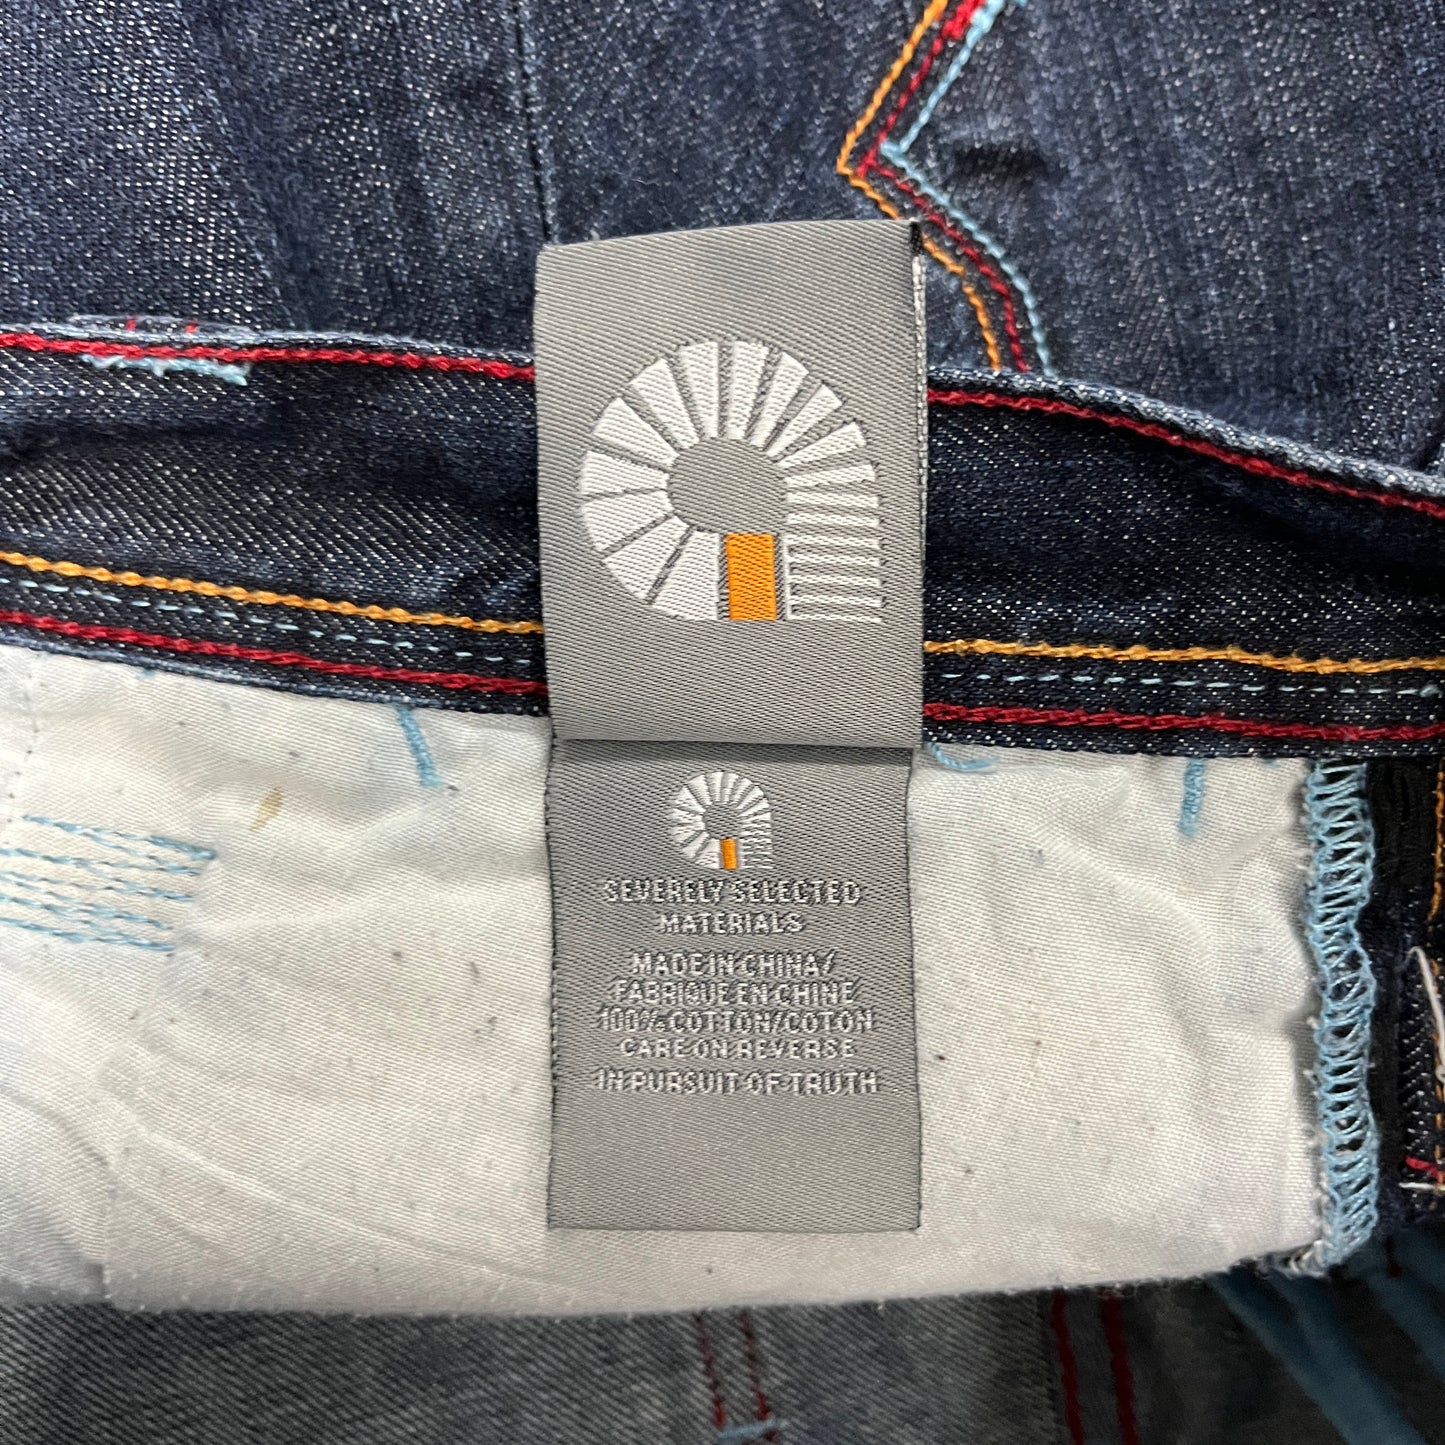 SEVERELY SELECTED
MATERIALS
MADE IN CHINA/
FABRIQUE EN CHINE
100% COTTON/COTON
CARE ON REVERSE
IN PURSUIT OF TRUTH